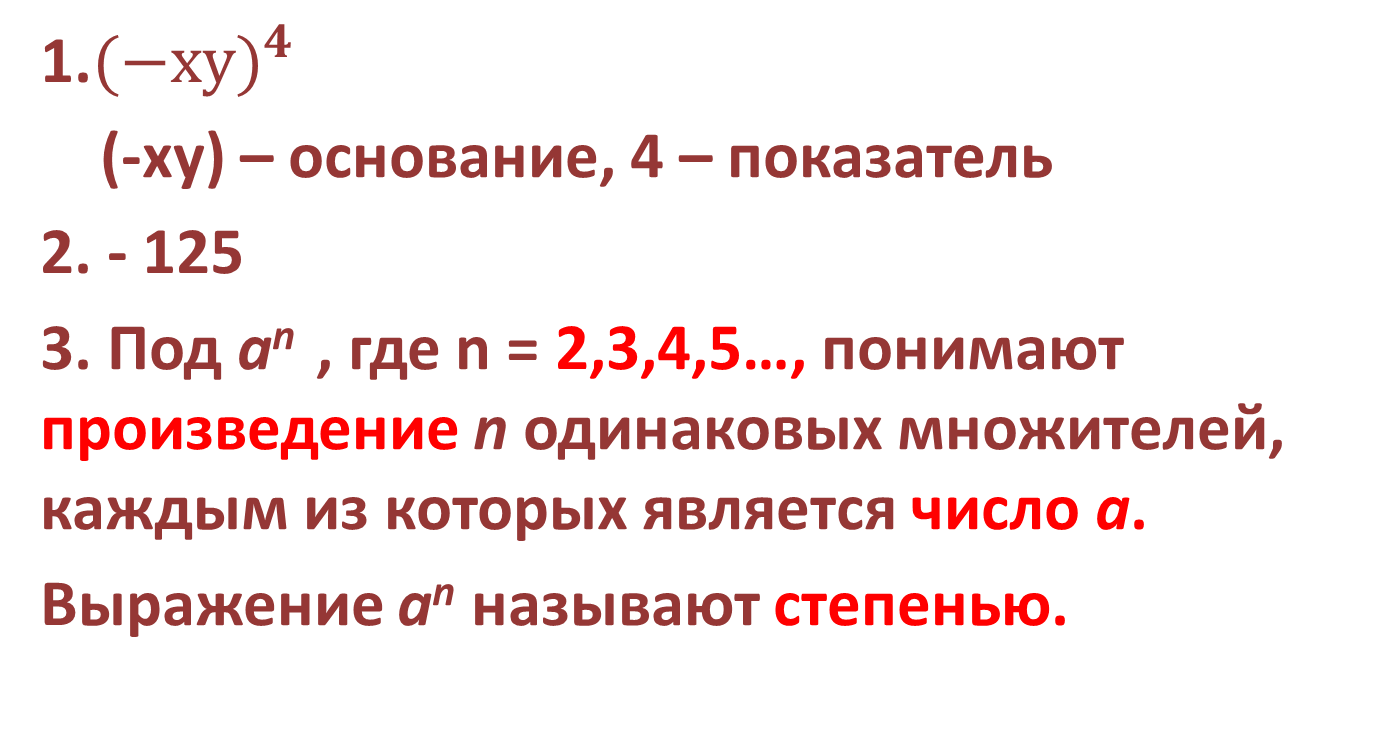 1.(−xy)⁴
(-xy) – основание, 4 – показатель
2. - 125
3. Под aⁿ , где n = 2,3,4,5…, понимают
произведение n одинаковых множителей,
каждым из которых является число a.
Выражение aⁿ называют степенью.